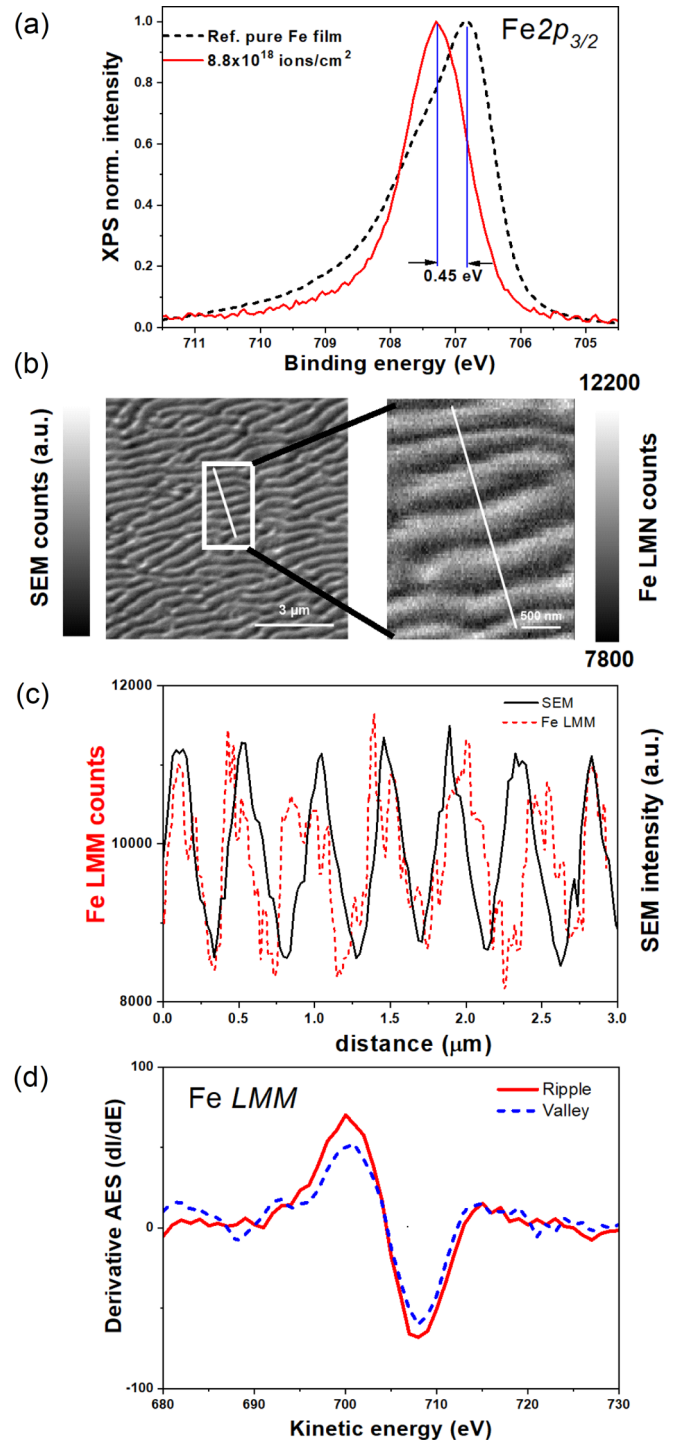 (a)
Ref. pure Fe film
8.8x10¹⁸ ions/cm²
Fe2p3/2
XPS norm. intensity
1.0
0.8
0.6
0.4
0.2
0.0
0.45 eV
711 710 709 708 707 706 705
Binding energy (eV)
(b)
12200
SEM counts (a.u.)
3 μm
500 nm
Fe LMN counts
7800
(c)
12000
10000
8000
SEM
Fe LMM
Fe LMM counts
SEM intensity (a.u.)
0.0 0.5 1.0 1.5 2.0 2.5 3.0
distance (μm)
(d)
100
0
-100
Fe LMM
Ripple
Valley
Derivative AES (dI/dE)
680 690 700 710 720 730
Kinetic energy (eV)